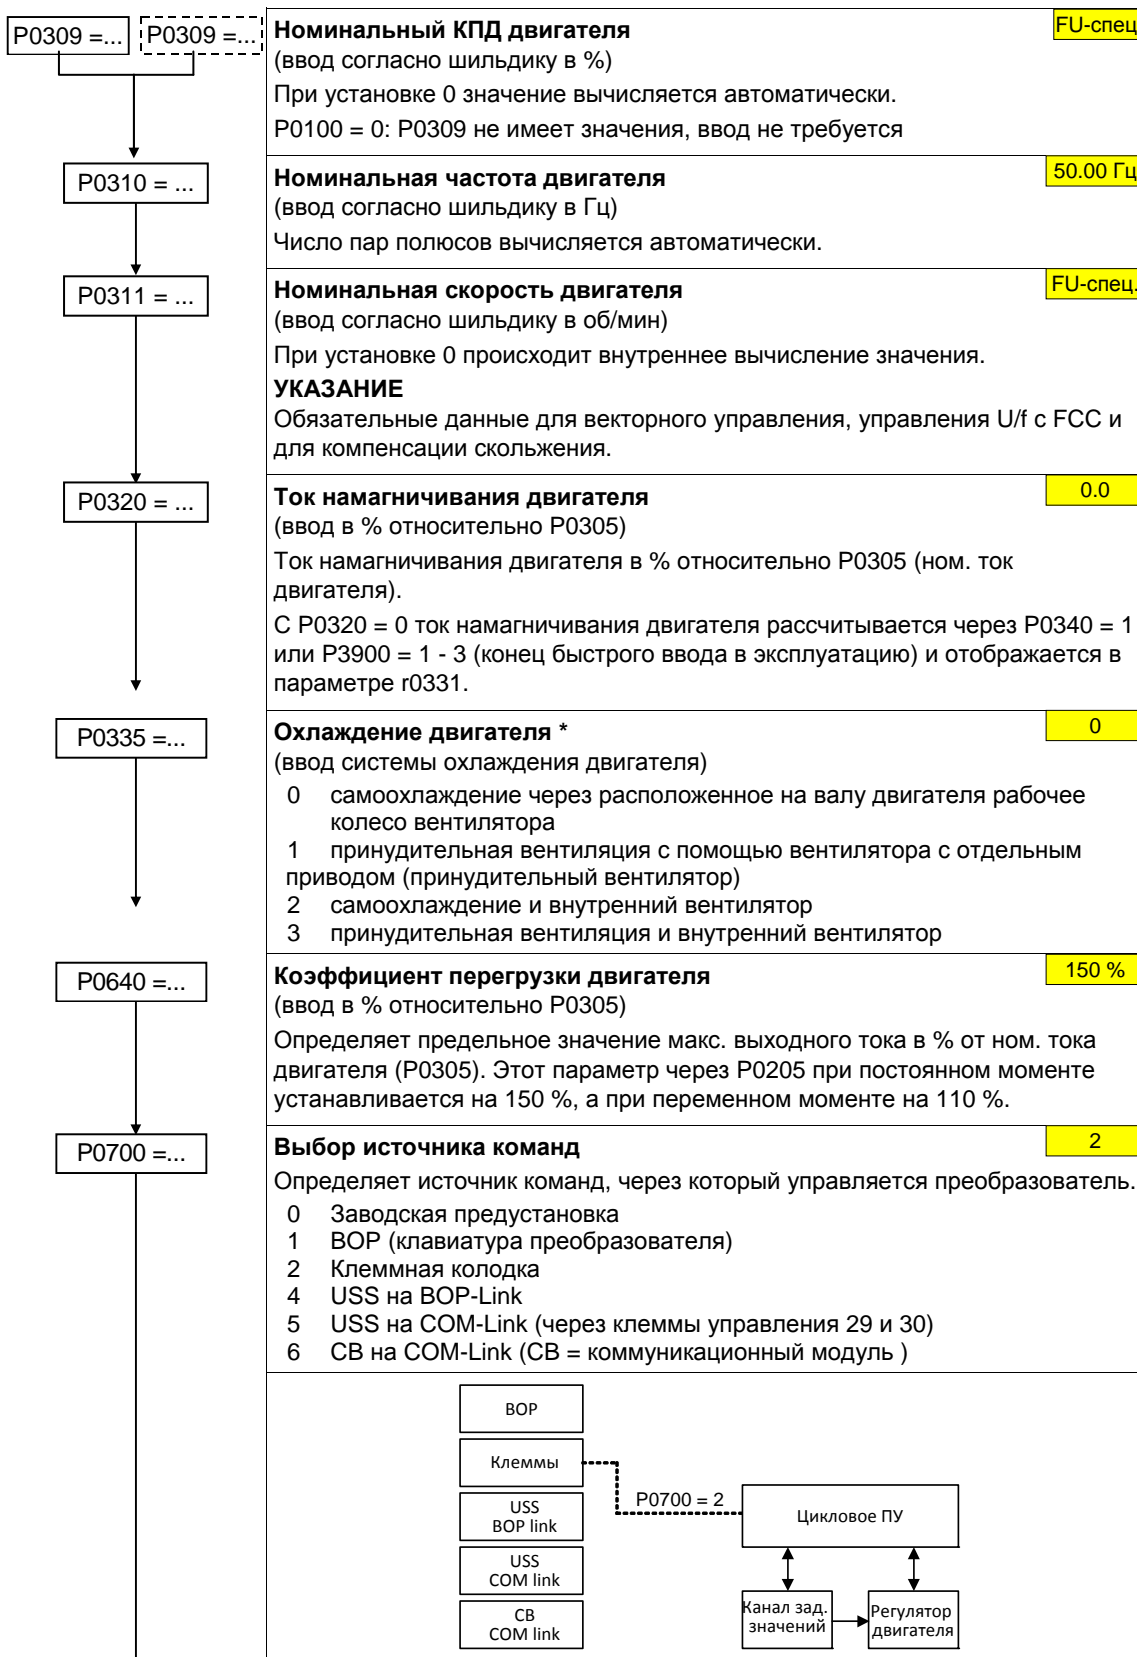 P0309 =...
P0309 =...
Номинальный КПД двигателя
FU-спец
(ввод согласно шильдику в %)
При установке 0 значение вычисляется автоматически.
P0100 = 0: P0309 не имеет значения, ввод не требуется
P0310 = ...
Номинальная частота двигателя
50.00 Гц
(ввод согласно шильдику в Гц)
Число пар полюсов вычисляется автоматически.
P0311 = ...
Номинальная скорость двигателя
FU-спец.
(ввод согласно шильдику в об/мин)
При установке 0 происходит внутреннее вычисление значения.
УКАЗАНИЕ
Обязательные данные для векторного управления, управления U/f с FCC и
для компенсации скольжения.
P0320 = ...
Ток намагничивания двигателя
0.0
(ввод в % относительно P0305)
Ток намагничивания двигателя в % относительно P0305 (ном. ток
двигателя).
С P0320 = 0 ток намагничивания двигателя рассчитывается через P0340 = 1
или P3900 = 1 - 3 (конец быстрого ввода в эксплуатацию) и отображается в
параметре r0331.
P0335 =...
Охлаждение двигателя *
0
(ввод системы охлаждения двигателя)
0 самоохлаждение через расположенное на валу двигателя рабочее
колесо вентилятора
1 принудительная вентиляция с помощью вентилятора с отдельным
приводом (принудительный вентилятор)
2 самоохлаждение и внутренний вентилятор
3 принудительная вентиляция и внутренний вентилятор
P0640 =...
Коэффициент перегрузки двигателя
150 %
(ввод в % относительно P0305)
Определяет предельное значение макс. выходного тока в % от ном. тока
двигателя (P0305). Этот параметр через P0205 при постоянном моменте
устанавливается на 150 %, а при переменном моменте на 110 %.
P0700 =...
Выбор источника команд
2
Определяет источник команд, через который управляется преобразователь.
0 Заводская предустановка
1 BOP (клавиатура преобразователя)
2 Клеммная колодка
4 USS на BOP-Link
5 USS на COM-Link (через клеммы управления 29 и 30)
6 CB на COM-Link (CB = коммуникационный модуль )
BOP
Клеммы
USS
BOP link
USS
COM link
CB
COM link
P0700 = 2
Цикловое ПУ
Канал зад.
значений
Регулятор
двигателя